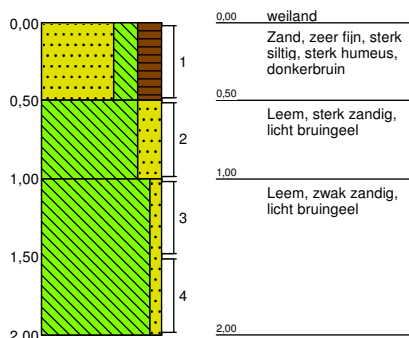 0,00
1
0,50
2
1,00
3
1,50
4
2,00
0,00
weiland
Zand, zeer fijn, sterk
siltig, sterk humeus,
donkerbruin
0,50
Leem, sterk zandig,
licht bruingeel
1,00
Leem, zwak zandig,
licht bruingeel
2,00